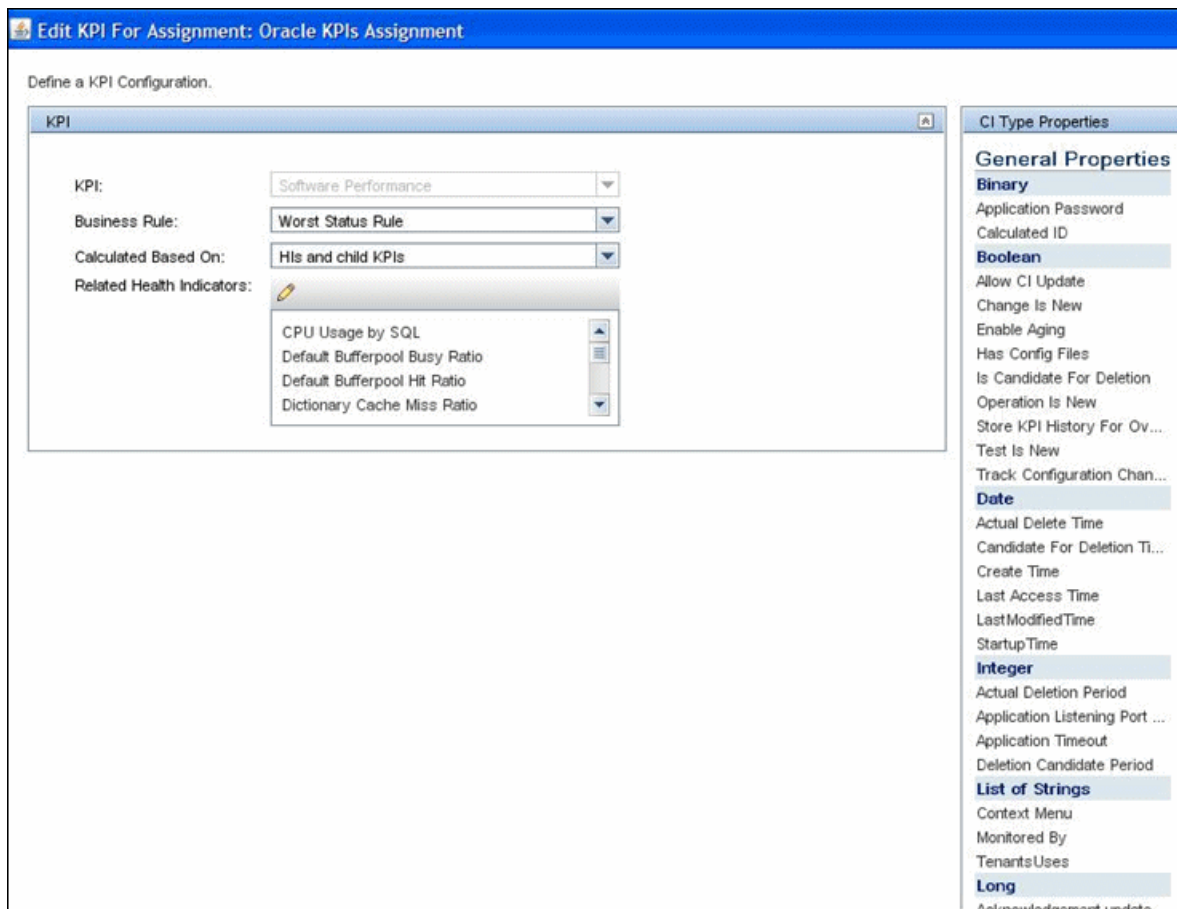 Edit KPI For Assignment: Oracle KPIs Assignment
Define a KPI Configuration.
KPI
KPI:
Software Performance
Business Rule:
Worst Status Rule
Calculated Based On:
HIs and child KPIs
Related Health Indicators:
CPU Usage by SQL
Default Bufferpool Busy Ratio
Default Bufferpool Hit Ratio
Dictionary Cache Miss Ratio
CI Type Properties
General Properties
Binary
Application Password
Calculated ID
Boolean
Allow CI Update
Change Is New
Enable Aging
Has Config Files
Is Candidate For Deletion
Operation Is New
Store KPI History For Ov...
Test Is New
Track Configuration Chan...
Date
Actual Delete Time
Candidate For Deletion Ti...
Create Time
Last Access Time
LastModifiedTime
StartupTime
Integer
Actual Deletion Period
Application Listening Port ...
Application Timeout
Deletion Candidate Period
List of Strings
Context Menu
Monitored By
TenantsUses
Long